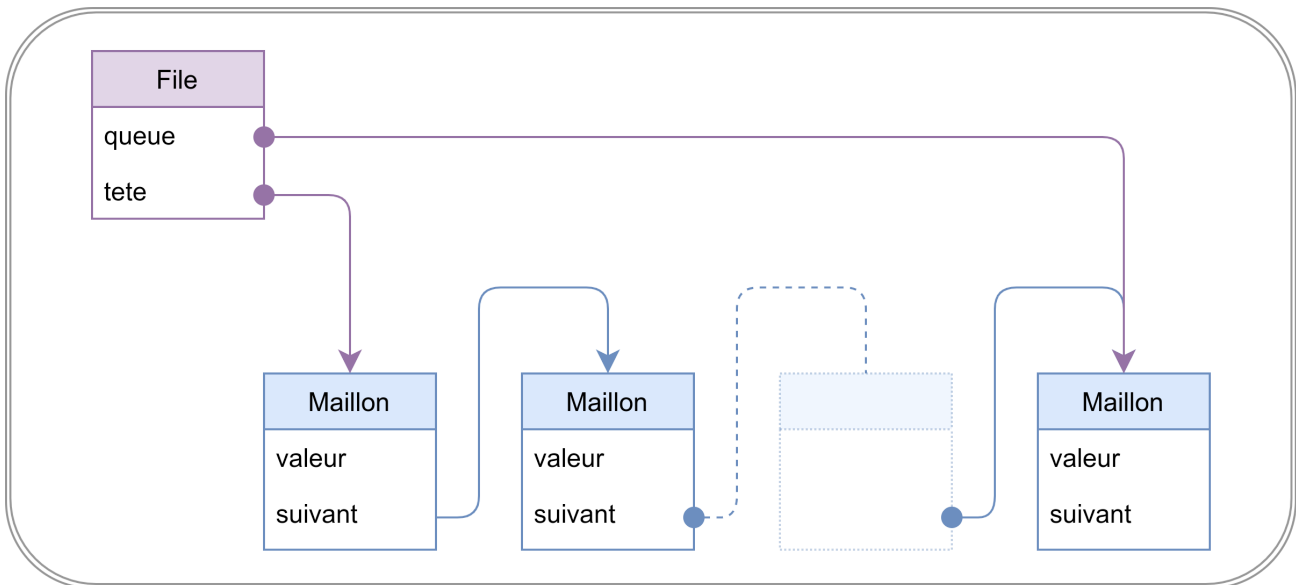 File
queue
tete
Maillon
valeur
suivant
Maillon
valeur
suivant
Maillon
valeur
suivant